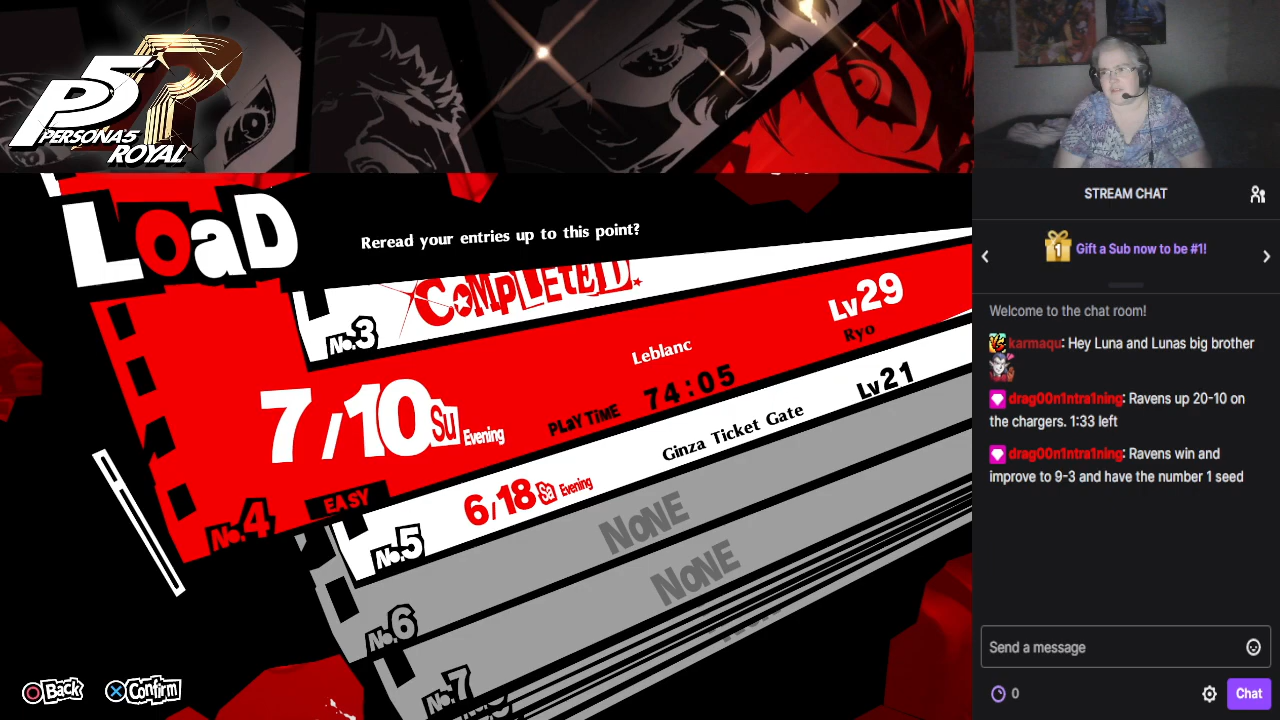 P5R
PERSONA5
ROYAL
LOAD
Reread your entries up to this point?
COMPLETED
No.3
7/10 Su Evening
Leblanc
Lv29
Ryo
PLAY TIME 74:05
No.4
EASY
6/18 Sa Evening
Ginza Ticket Gate
Lv21
No.5
NONE
No.6
NONE
No.7
Back
Confirm
STREAM CHAT
1
Gift a Sub now to be #1!
Welcome to the chat room!
karmaqu: Hey Luna and Lunas big brother
drag00n1ntra1ning: Ravens up 20-10 on
the chargers. 1:33 left
drag00n1ntra1ning: Ravens win and
improve to 9-3 and have the number 1 seed
Send a message
0
Chat